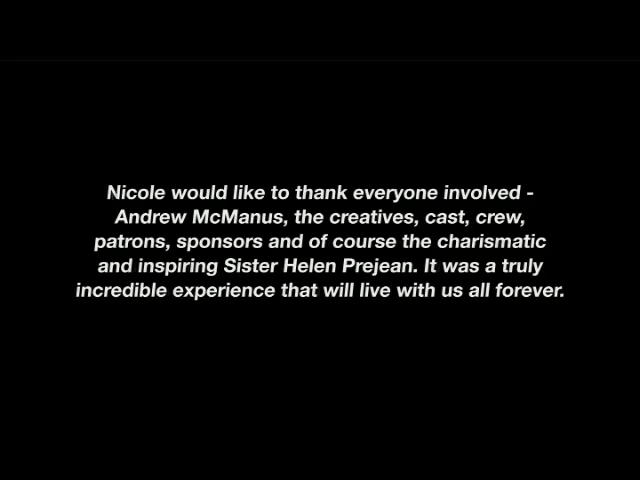 Nicole would like to thank everyone involved -
Andrew McManus, the creatives, cast, crew,
patrons, sponsors and of course the charismatic
and inspiring Sister Helen Prejean. It was a truly
incredible experience that will live with us all forever.